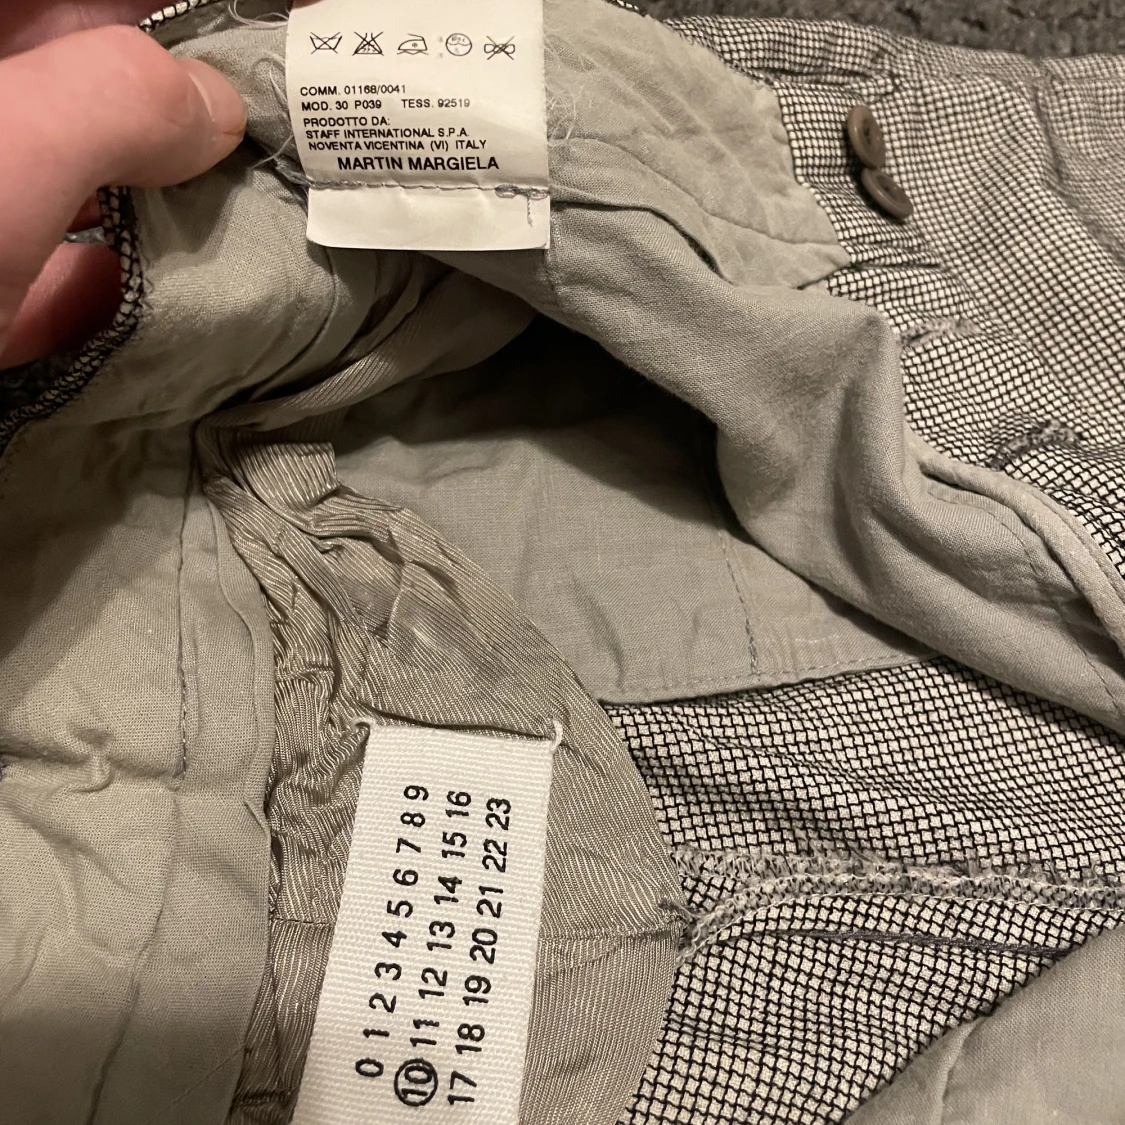 COMM. 01168/0041
MOD. 30 P039 TESS. 92519
PRODOTTO DA:
STAFF INTERNATIONAL S.P.A.
NOVENTA VICENTINA (VI) ITALY
MARTIN MARGIELA
0 1 2 3 4 5 6 7 8 9
10 11 12 13 14 15 16
17 18 19 20 21 22 23